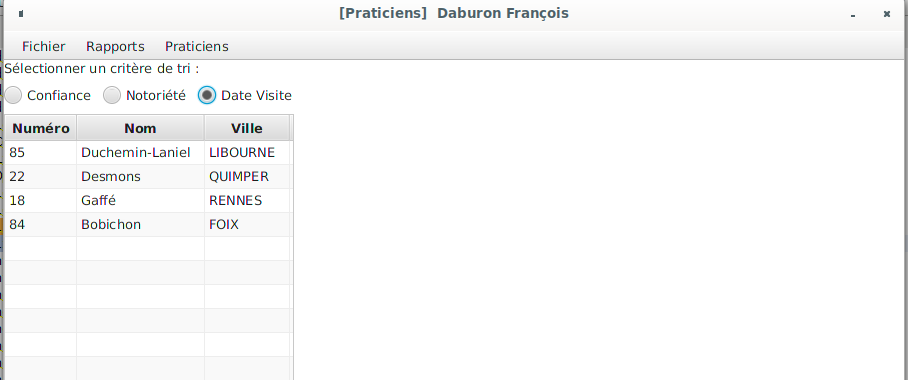 [Praticiens] Daburon François
Fichier Rapports Praticiens
Sélectionner un critère de tri :
Confiance Notoriété Date Visite
Numéro Nom Ville
85 Duchemin-Laniel LIBOURNE
22 Desmons QUIMPER
18 Gaffé RENNES
84 Bobichon FOIX